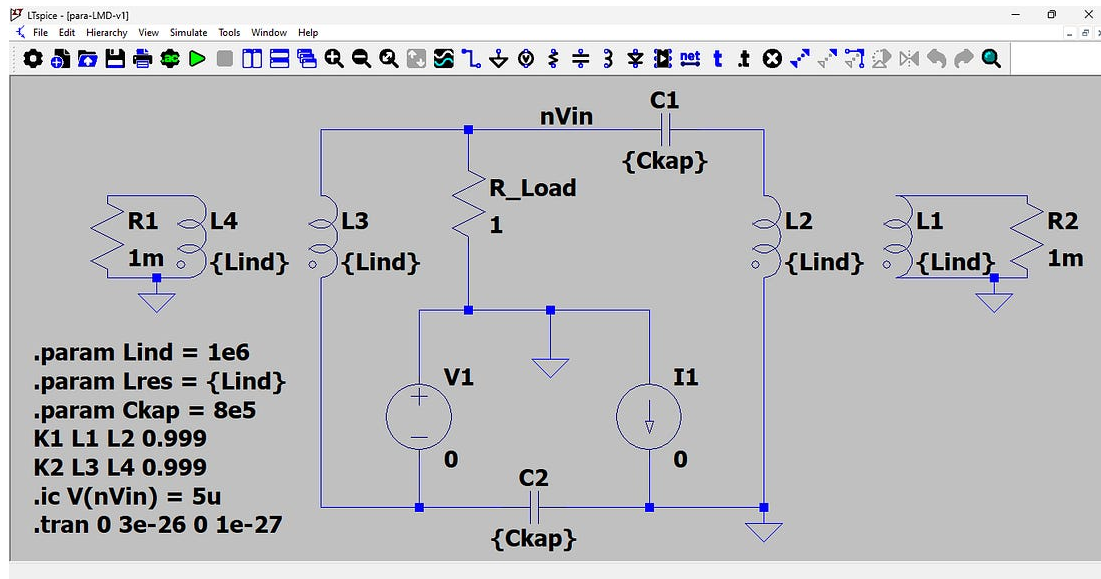 LTspice - [para-LMD-v1]
File Edit Hierarchy View Simulate Tools Window Help
.ac net t .t
C1
nVin
{Ckap}
R_Load
1
R1
1m
L4
{Lind}
L3
{Lind}
L2
{Lind}
L1
{Lind}
R2
1m
V1
0
I1
0
C2
{Ckap}
.param Lind = 1e6
.param Lres = {Lind}
.param Ckap = 8e5
K1 L1 L2 0.999
K2 L3 L4 0.999
.ic V(nVin) = 5u
.tran 0 3e-26 0 1e-27